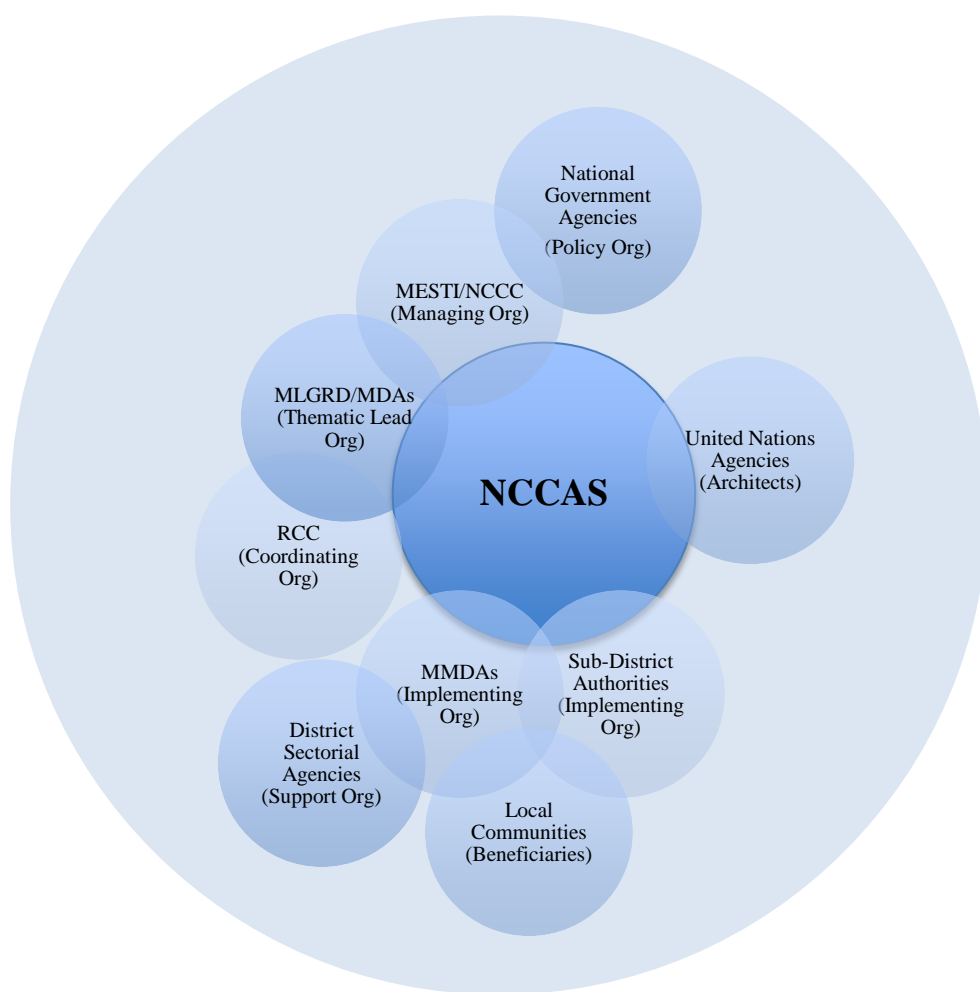 National
Government
Agencies
(Policy Org)
MESTI/NCCC
(Managing Org)
MLGRD/MDAs
(Thematic Lead
Org)
United Nations
Agencies
(Architects)
NCCAS
RCC
(Coordinating
Org)
MMDAs
(Implementing
Org)
Sub-District
Authorities
(Implementing
Org)
District
Sectorial
Agencies
(Support Org)
Local
Communities
(Beneficiaries)